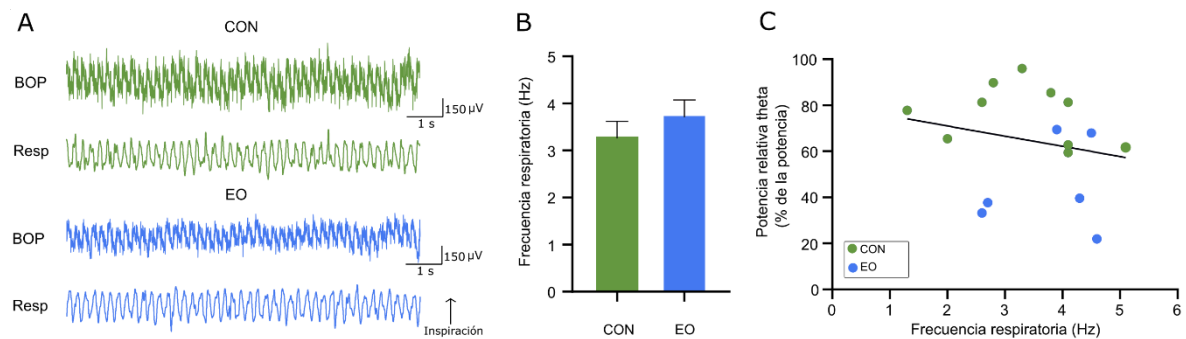 A
CON
BOP
150 µV
1 s
Resp
EO
BOP
150 µV
1 s
Resp
Inspiración
B
Frecuencia respiratoria (Hz)
5
4
3
2
1
0
CON
EO
C
Potencia relativa theta
(% de la potencia)
100
80
60
40
20
0
CON
EO
0
1
2
3
4
5
6
Frecuencia respiratoria (Hz)